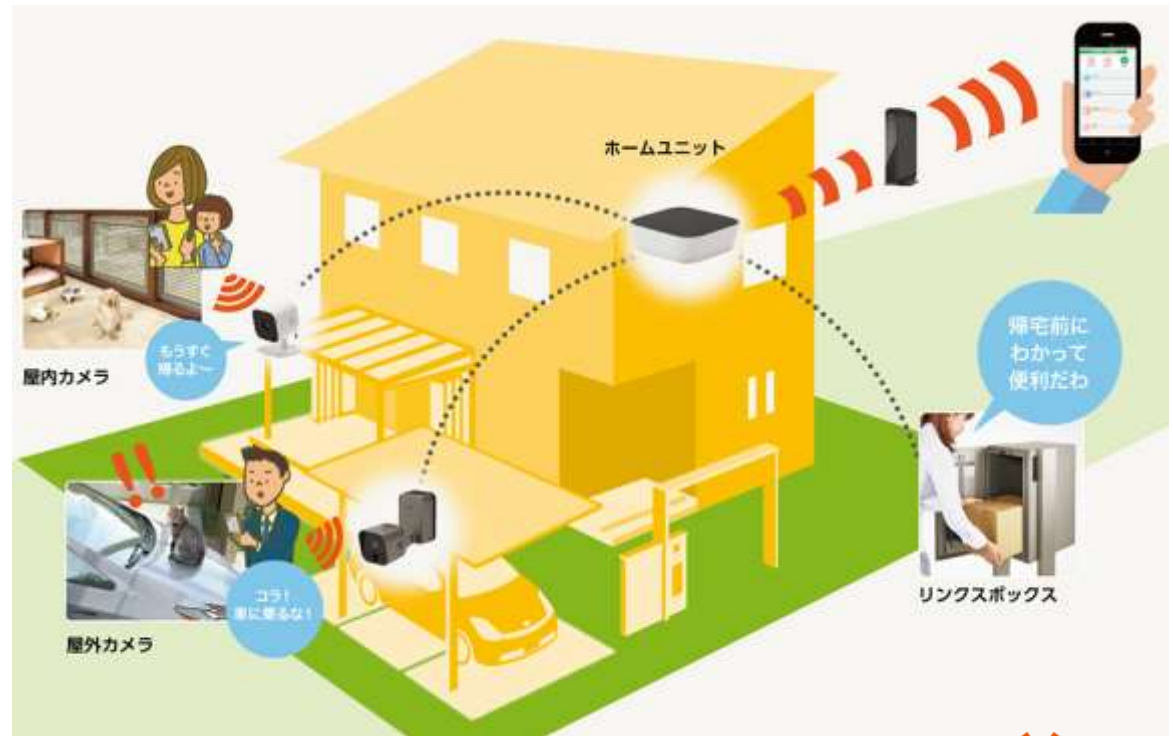 ホームユニット
帰宅前に
わかって
便利だわ
もうすぐ
帰るよ〜
屋内カメラ
リンクスボックス
コラ!
車に乗るな!
屋外カメラ